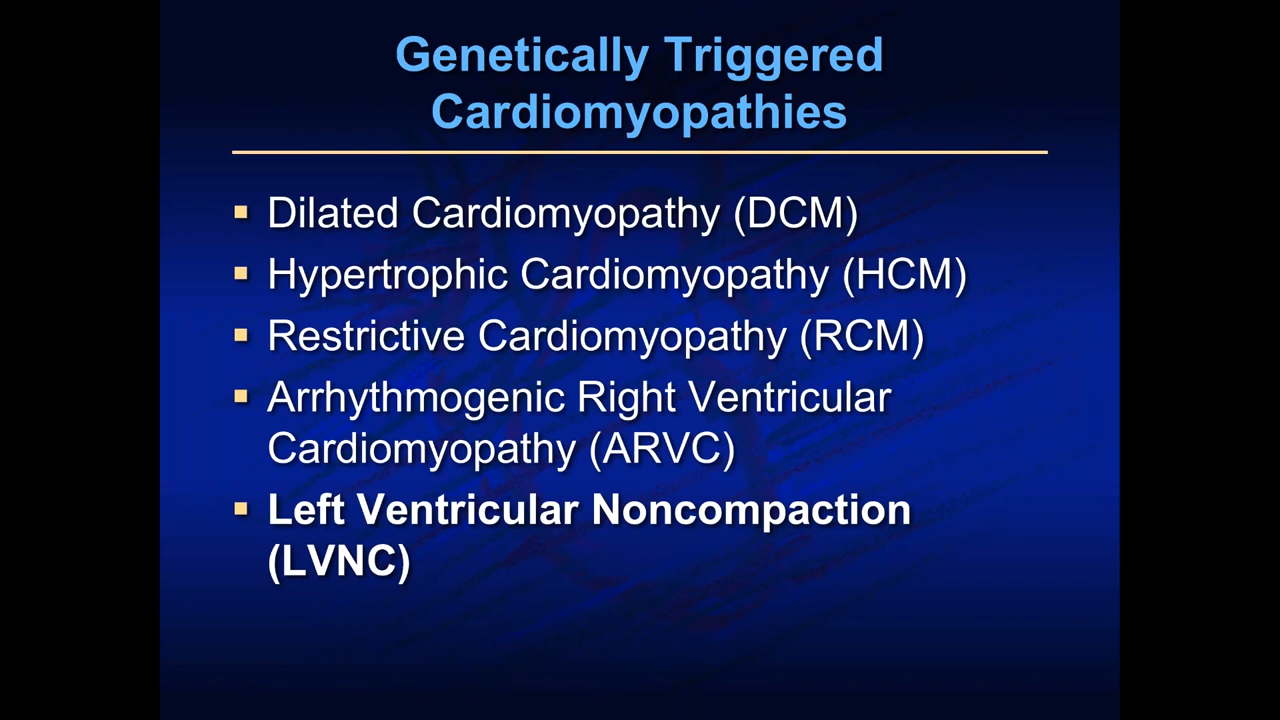 Genetically Triggered
Cardiomyopathies
Dilated Cardiomyopathy (DCM)
Hypertrophic Cardiomyopathy (HCM)
Restrictive Cardiomyopathy (RCM)
Arrhythmogenic Right Ventricular
Cardiomyopathy (ARVC)
Left Ventricular Noncompaction
(LVNC)